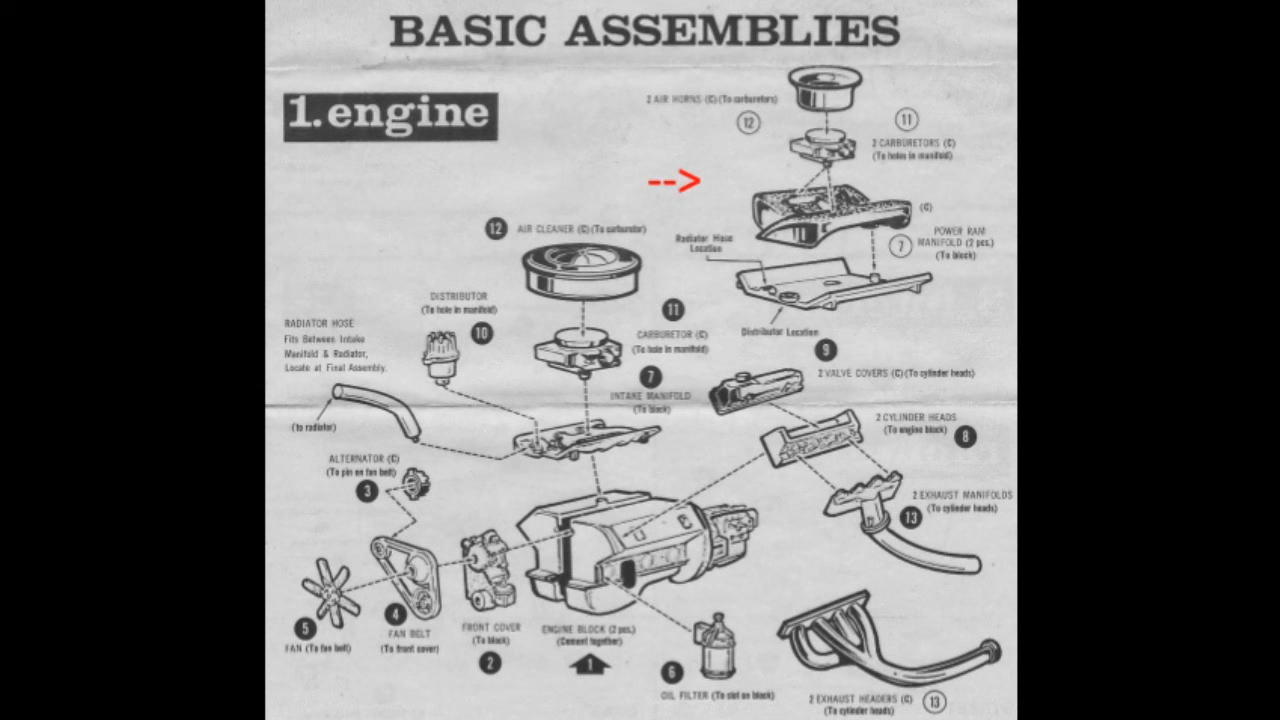 BASIC ASSEMBLIES
1. engine
2 AIR HORNS (C) (To carburetors)
12
11
2 CARBURETORS (C)
(To holes in manifold)
-->
(C)
7
POWER RAM
MANIFOLD (2 pcs.)
(To block)
Radiator Hose
Location
Distributor Location
12 AIR CLEANER (C) (To carburetor)
DISTRIBUTOR
(To hole in manifold)
10
11
CARBURETOR (C)
(To hole in manifold)
7
INTAKE MANIFOLD
(To block)
RADIATOR HOSE
Fits Between Intake
Manifold & Radiator,
Locate at Final Assembly.
(to radiator)
9
2 VALVE COVERS (C) (To cylinder heads)
2 CYLINDER HEADS
(To engine block)
8
ALTERNATOR (C)
(To pin on fan belt)
3
2 EXHAUST MANIFOLDS
(To cylinder heads)
13
5
FAN (To fan belt)
4
FAN BELT
(To front cover)
FRONT COVER
(To block)
2
ENGINE BLOCK (2 pcs.)
(Cement together)
1
6
OIL FILTER (To slot on block)
2 EXHAUST HEADERS (C)
(To cylinder heads)
13